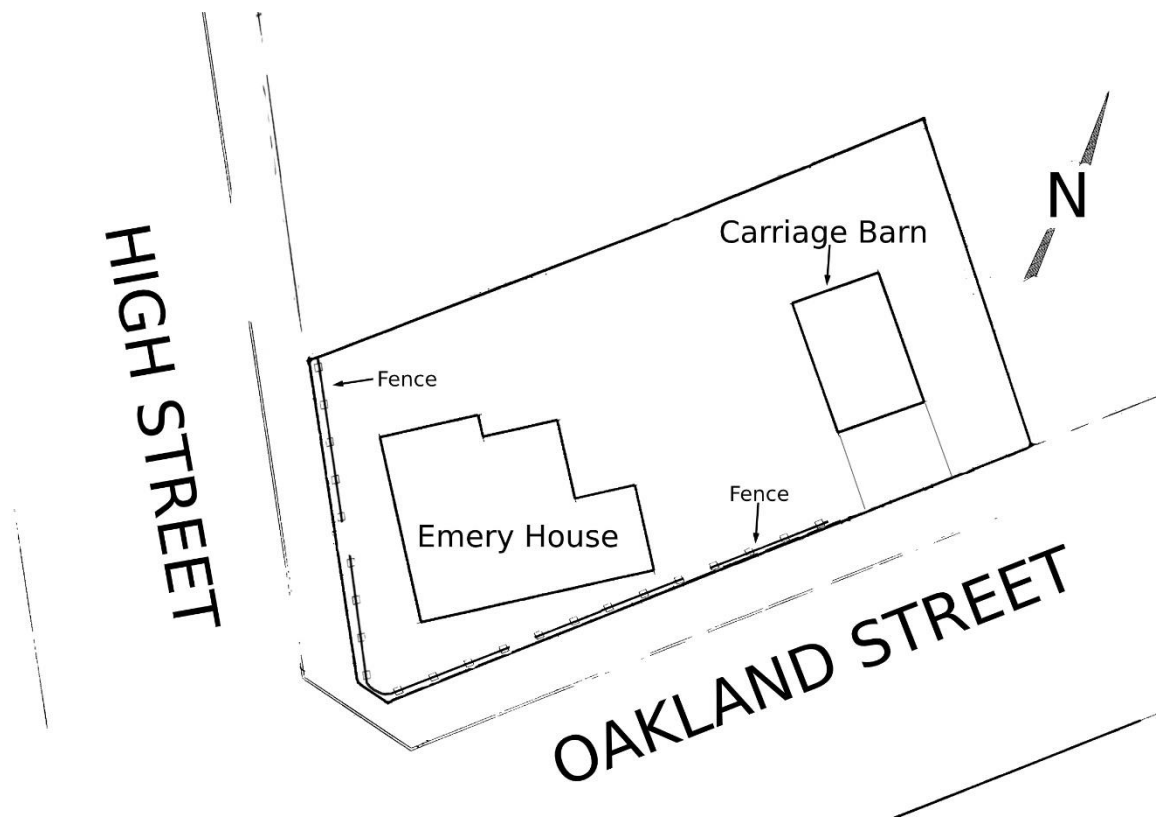 HIGH STREET
N
Carriage Barn
Fence
Fence
Emery House
OAKLAND STREET